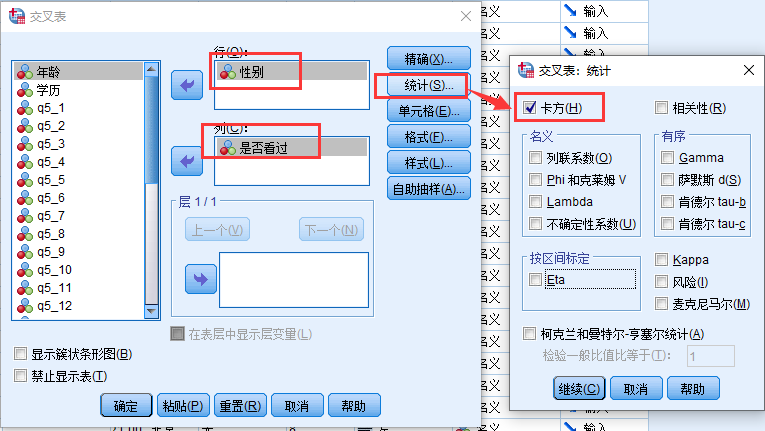 交叉表
年龄
学历
q5_1
q5_2
q5_3
q5_4
q5_5
q5_6
q5_7
q5_8
q5_9
q5_10
q5_11
q5_12
行(O):
性别
列(C):
是否看过
层 1 / 1
上一个(V)
下一个(N)
在表层中显示层变量(L)
显示簇状条形图(B)
禁止显示表(T)
精确(X)...
统计(S)...
单元格(E)...
格式(F)...
样式(L)...
自助抽样(A)...
确定
粘贴(P)
重置(R)
取消
帮助
名义
输入
名义
输入
名义
输入
交叉表：统计
卡方(H)
相关性(R)
名义
列联系数(O)
Phi 和克莱姆 V
Lambda
不确定性系数(U)
有序
Gamma
萨默斯 d(S)
肯德尔 tau-b
肯德尔 tau-c
按区间标定
Eta
Kappa
风险(I)
麦克尼马尔(M)
柯克兰和曼特尔-亨塞尔统计(A)
检验一般比值比等于(T)：
1
继续(C)
取消
帮助